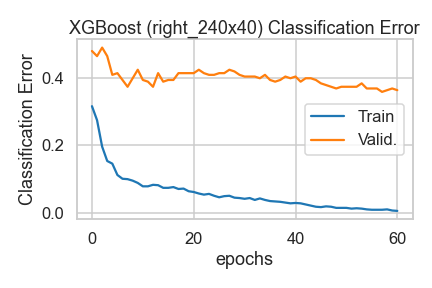 XGBoost (right_240x40) Classification Error
Classification Error
0.4
0.2
0.0
Train
Valid.
0
20
40
60
epochs